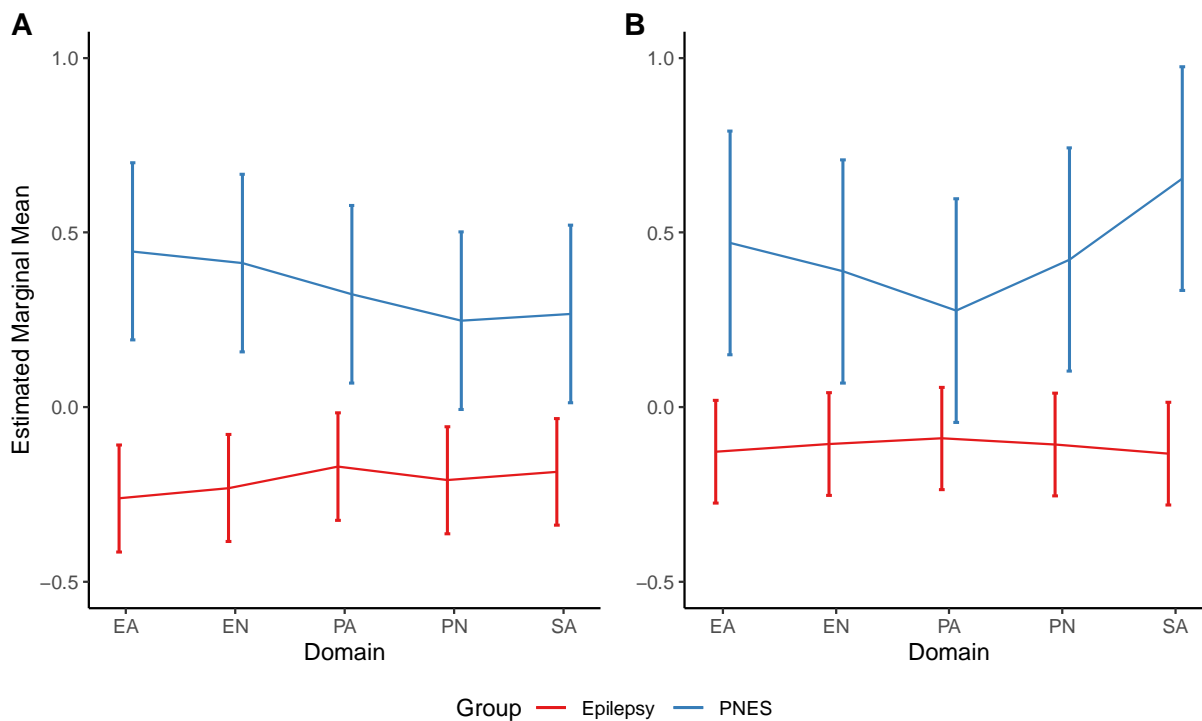 A
B
Estimated Marginal Mean
1.0
0.5
0.0
−0.5
EA EN PA PN SA
Domain
1.0
0.5
0.0
−0.5
EA EN PA PN SA
Domain
Group Epilepsy PNES